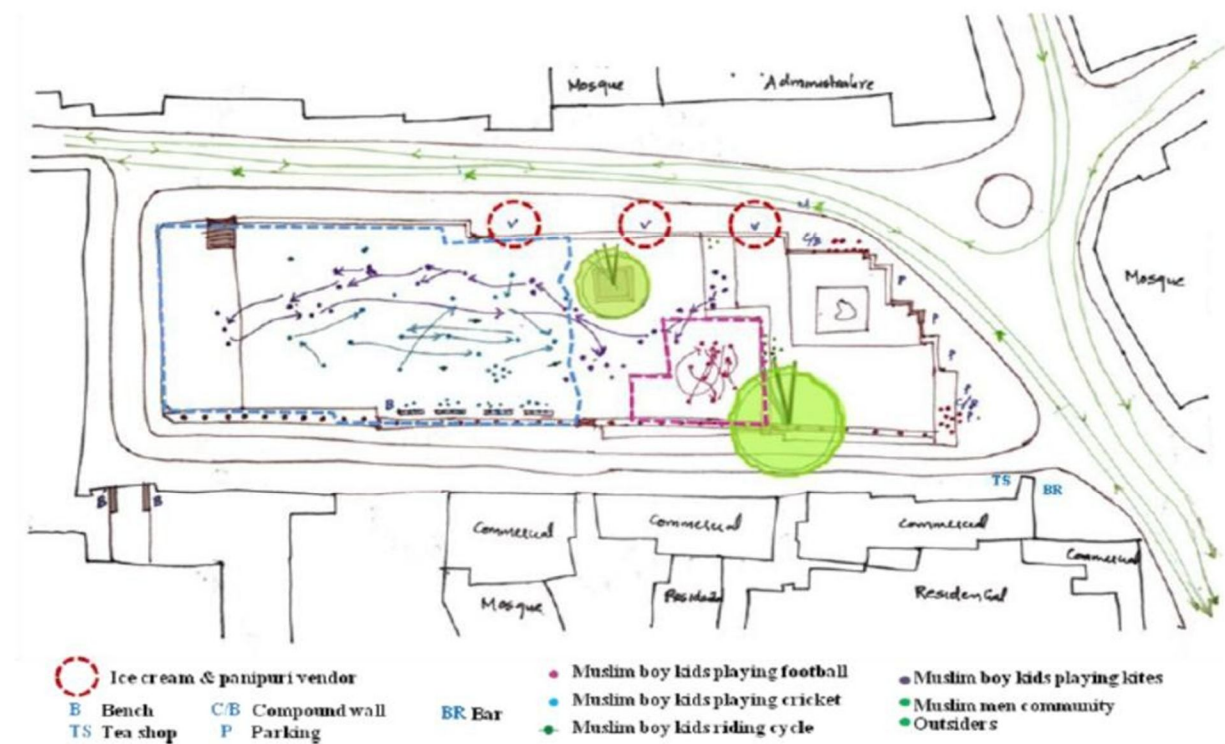 Mosque
Administrative
Mosque
v
v
v
C/B
P
P
P
P
C/B
P
B
B
B
TS
BR
Commercial
Commercial
Commercial
Commercial
Mosque
Residential
Ice cream & panipuri vendor
B Bench
C/B Compound wall
TS Tea shop
P Parking
BR Bar
Muslim boy kids playing football
Muslim boy kids playing cricket
Muslim boy kids riding cycle
Muslim boy kids playing kites
Muslim men community
Outsiders